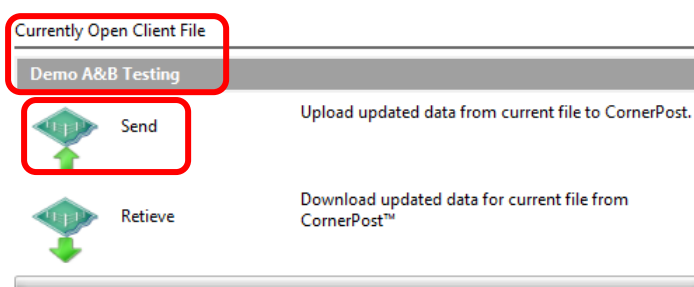 Currently Open Client File
Demo A&B Testing
Send
Upload updated data from current file to CornerPost.
Retieve
Download updated data for current file from
CornerPost™